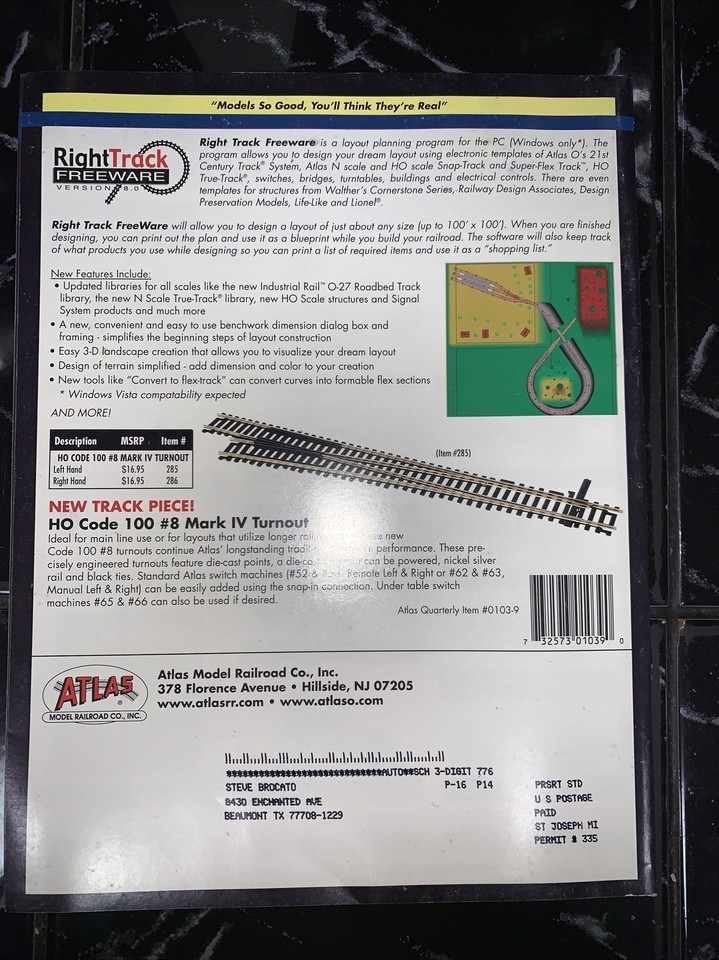 "Models So Good, You'll Think They're Real"
RightTrack
FREEWARE
VERSION 8.0
Right Track Freeware is a layout planning program for the PC (Windows only*). The
program allows you to design your dream layout using electronic templates of Atlas O's 21st
Century Track® System, Atlas N scale and HO scale Snap-Track and Super-Flex Track™, HO
True-Track®, switches, bridges, turntables, buildings and electrical controls. There are even
templates for structures from Walther's Cornerstone Series, Railway Design Associates, Design
Preservation Models, Life-Like and Lionel®.
Right Track FreeWare will allow you to design a layout of just about any size (up to 100' x 100'). When you are finished
designing, you can print out the plan and use it as a blueprint while you build your railroad. The software will also keep track
of what products you use while designing so you can print a list of required items and use it as a "shopping list."
New Features Include:
• Updated libraries for all scales like the new Industrial Rail™ O-27 Roadbed Track
library, the new N Scale True-Track® library, new HO Scale structures and Signal
System products and much more
• A new, convenient and easy to use benchwork dimension dialog box and
framing - simplifies the beginning steps of layout construction
• Easy 3-D landscape creation that allows you to visualize your dream layout
• Design of terrain simplified - add dimension and color to your creation
• New tools like "Convert to flex-track" can convert curves into formable flex sections
* Windows Vista compatability expected
AND MORE!
Description MSRP Item #
HO CODE 100 #8 MARK IV TURNOUT
Left Hand $16.95 285
Right Hand $16.95 286
(Item #285)
NEW TRACK PIECE!
HO Code 100 #8 Mark IV Turnout
Ideal for main line use or for layouts that utilize longer new
Code 100 #8 turnouts continue Atlas' longstanding performance. These pre-
cisely engineered turnouts feature die-cast points, a can be powered, nickel silver
rail and black ties. Standard Atlas switch machines (#52 & Remote Left & Right or #62 & #63,
Manual Left & Right) can be easily added using the snap-in connection. Under table switch
machines #65 & #66 can also be used if desired.
Atlas Quarterly Item #0103-9
7 32573 01039 0
ATLAS
MODEL RAILROAD CO., INC.
Atlas Model Railroad Co., Inc.
378 Florence Avenue • Hillside, NJ 07205
www.atlasrr.com • www.atlaso.com
AUTO**SCH 3-DIGIT 776
STEVE BROCATO P-16 P14
8430 ENCHANTED AVE
BEAUMONT TX 77708-1229
PRSRT STD
U S POSTAGE
PAID
ST JOSEPH MI
PERMIT # 335